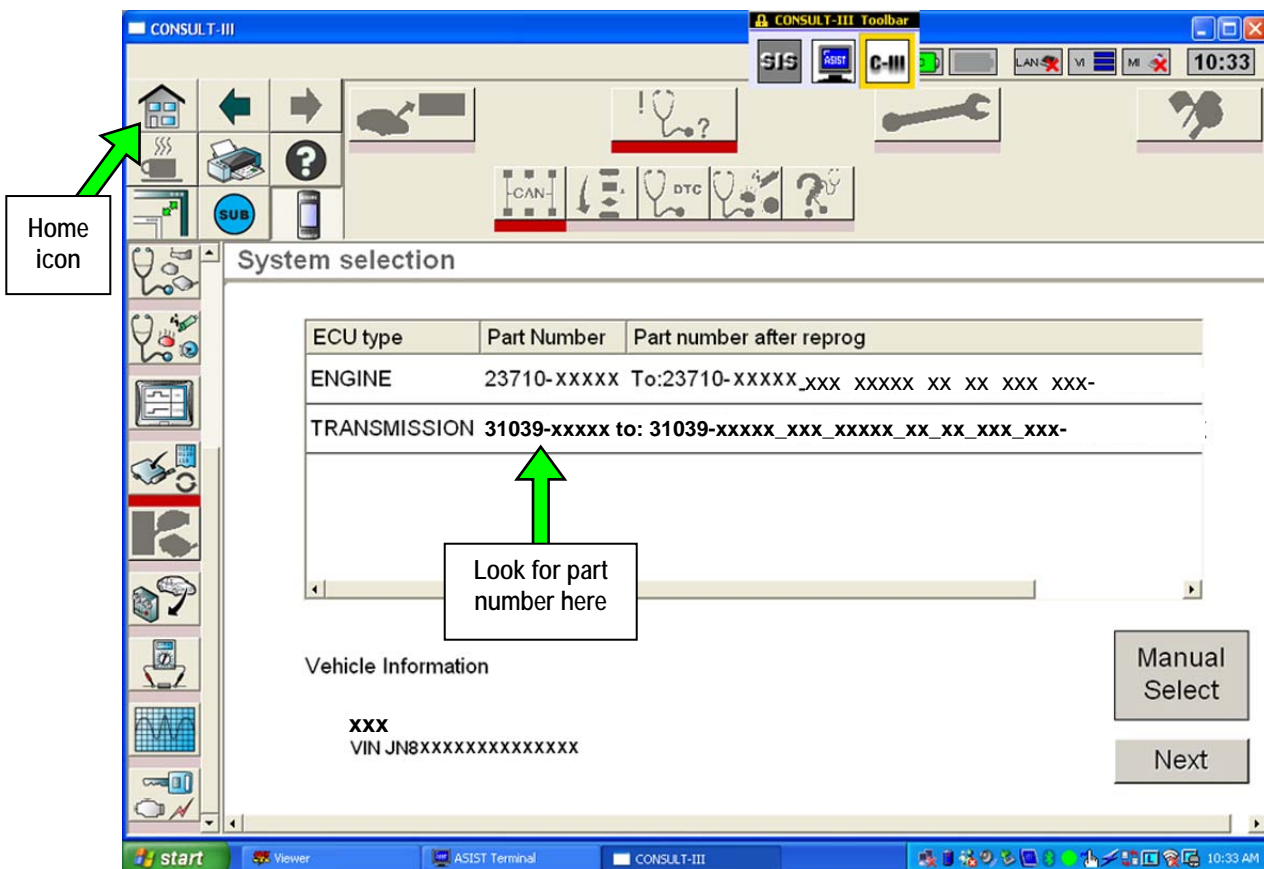 CONSULT-III
CONSULT-III Toolbar
SIS
ASIST
C-III
LAN
VI
MI
10:33
!
?
?
SUB
-CAN-
DTC
?
Home
icon
System selection
ECU type Part Number Part number after reprog
ENGINE 23710-XXXXX To:23710-XXXXX_XXX XXXXX XX XX XXX XXX-
TRANSMISSION 31039-xxxxx to: 31039-xxxxx_xxx_xxxxx_xx_xx_xxx_xxx-
Look for part
number here
Vehicle Information
xxx
VIN JN8XXXXXXXXXXXXXX
Manual
Select
Next
start
Viewer
ASIST Terminal
CONSULT-III
10:33 AM